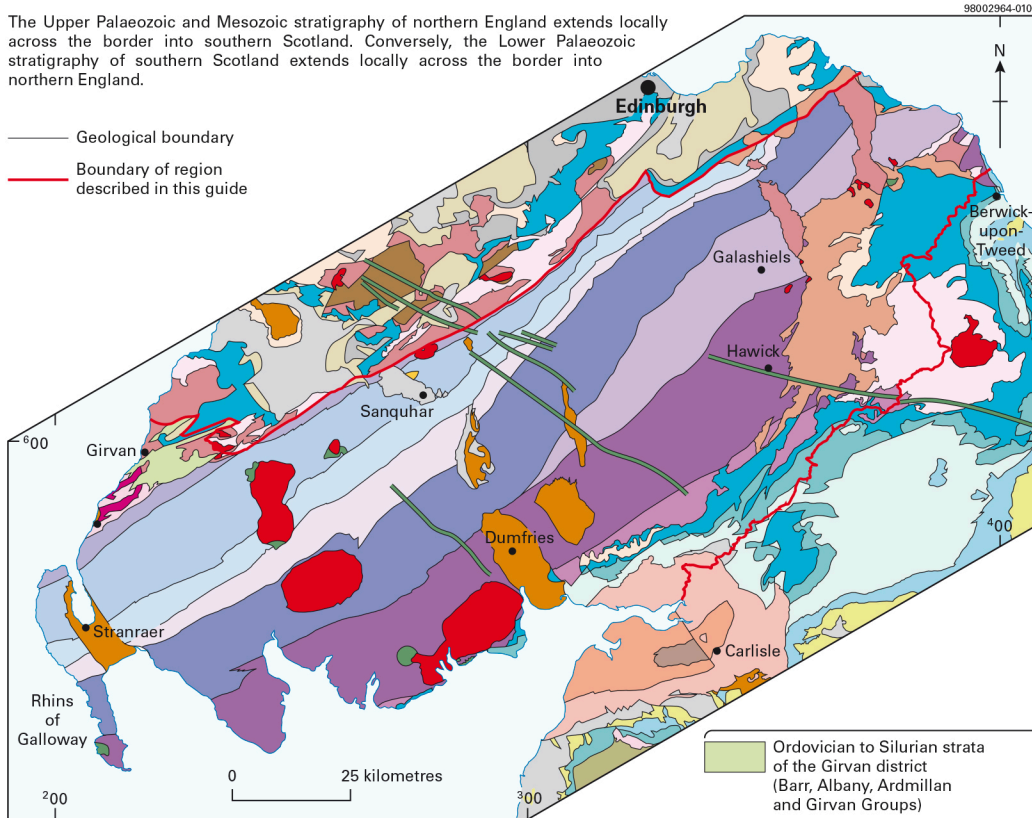 98002964-010
The Upper Palaeozoic and Mesozoic stratigraphy of northern England extends locally
across the border into southern Scotland. Conversely, the Lower Palaeozoic
stratigraphy of southern Scotland extends locally across the border into
northern England.
N
Edinburgh
Geological boundary
Boundary of region
described in this guide
Berwick-
upon-
Tweed
Galashiels
Hawick
Sanquhar
600
Girvan
400
Dumfries
Stranraer
Carlisle
Rhins
of
Galloway
Ordovician to Silurian strata
of the Girvan district
(Barr, Albany, Ardmillan
and Girvan Groups)
0 25 kilometres
200
300